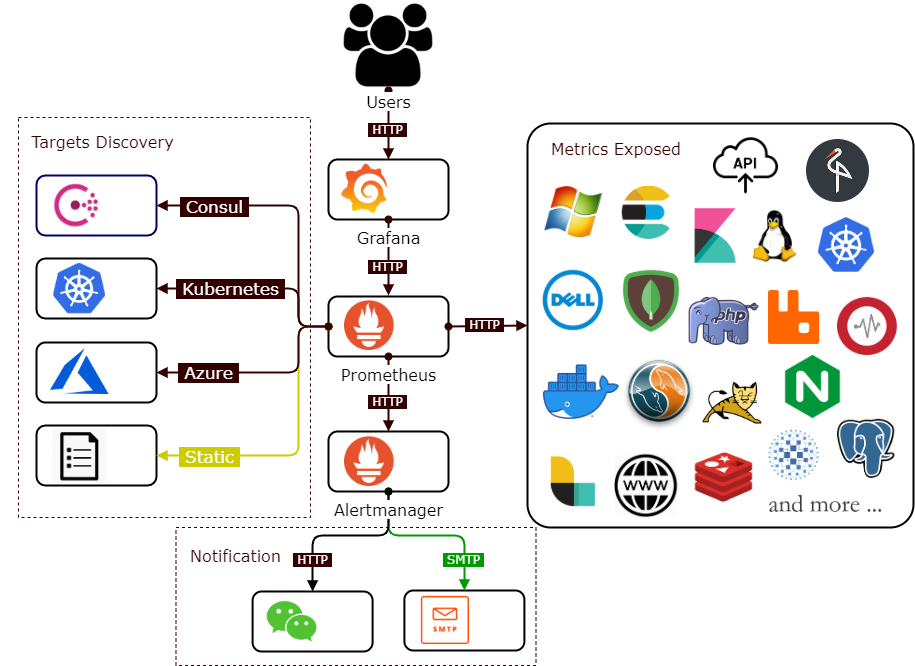 Users
HTTP
Targets Discovery
Metrics Exposed
API
Consul
Grafana
HTTP
Kubernetes
DELL
php
HTTP
Prometheus
Azure
HTTP
Static
WWW
and more ...
Alertmanager
Notification
HTTP
SMTP
SMTP